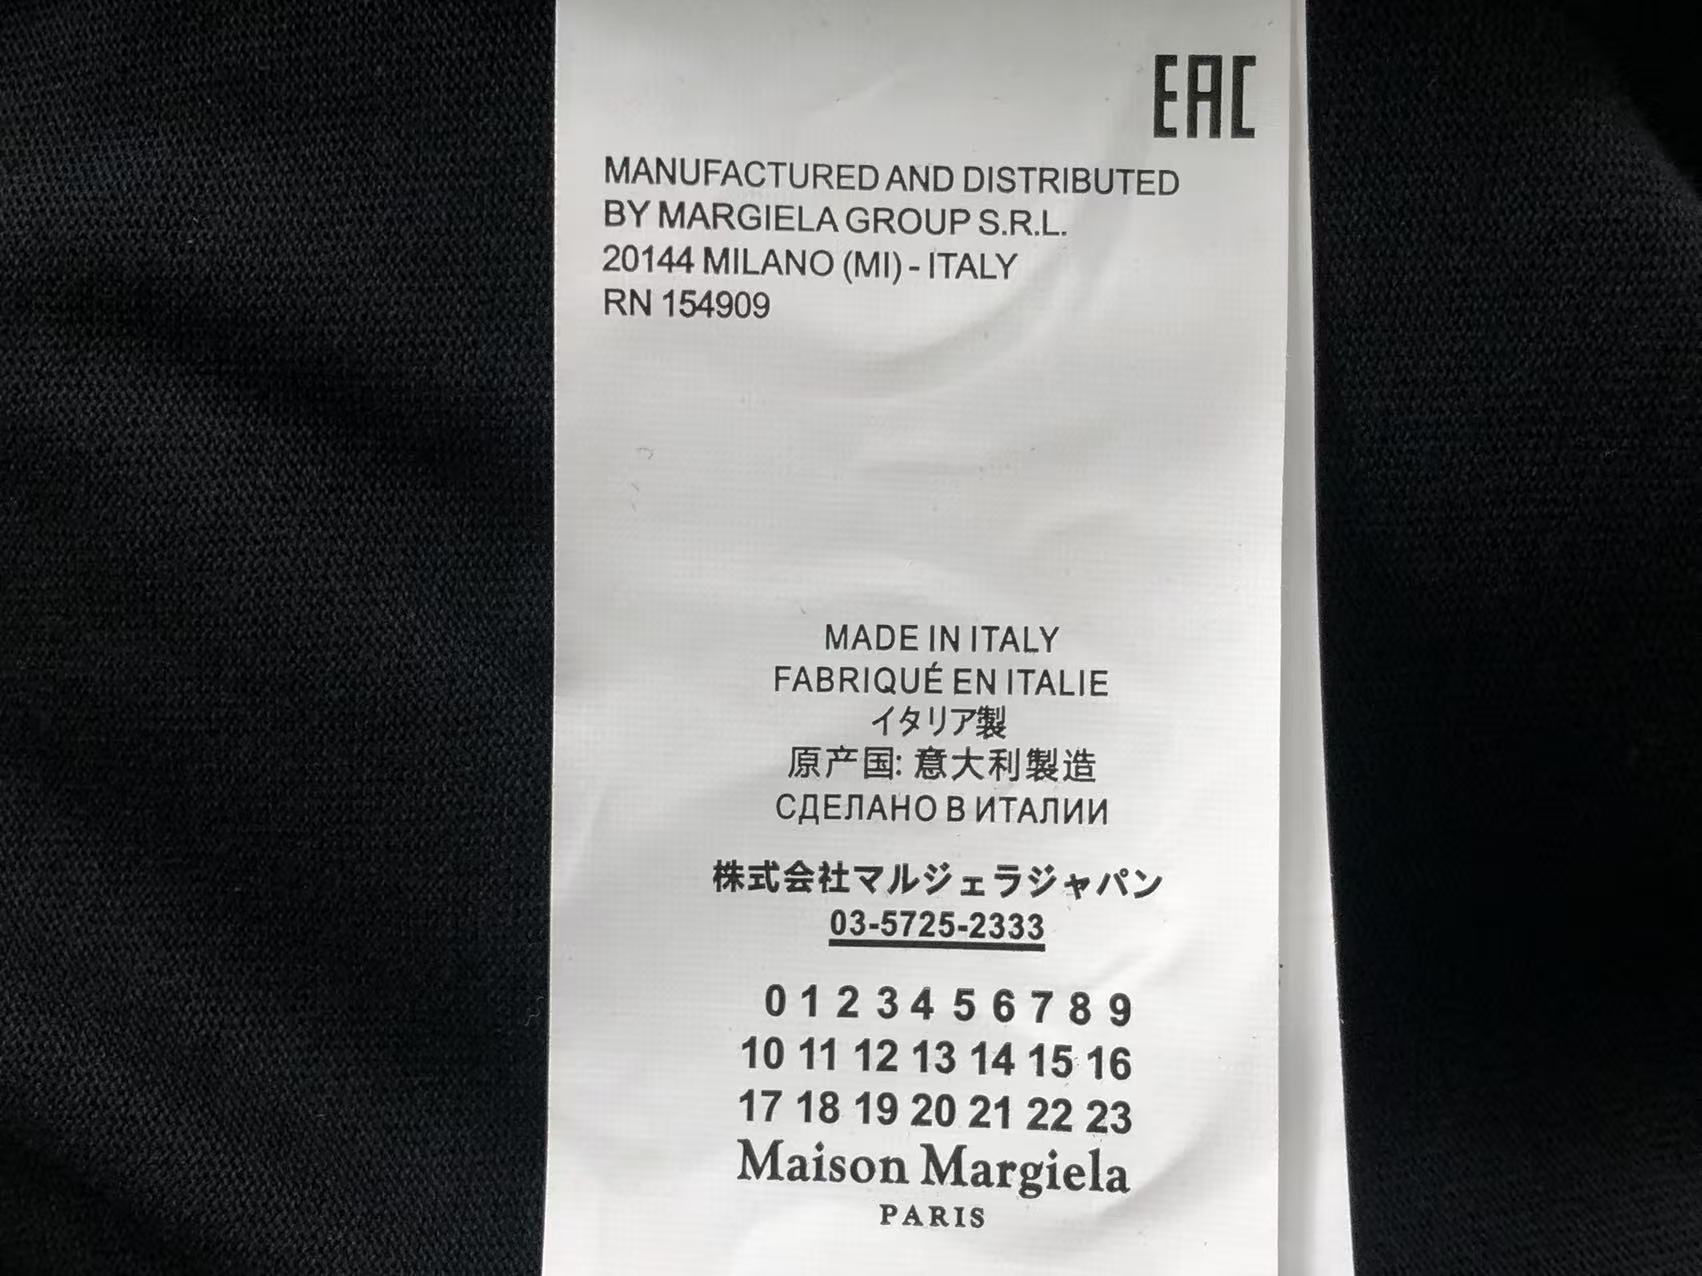 EAC
MANUFACTURED AND DISTRIBUTED
BY MARGIELA GROUP S.R.L.
20144 MILANO (MI) - ITALY
RN 154909
MADE IN ITALY
FABRIQUÉ EN ITALIE
イタリア製
原产国: 意大利製造
СДЕЛАНО В ИТАЛИИ
株式会社マルジェラジャパン
03-5725-2333
0 1 2 3 4 5 6 7 8 9
10 11 12 13 14 15 16
17 18 19 20 21 22 23
Maison Margiela
PARIS